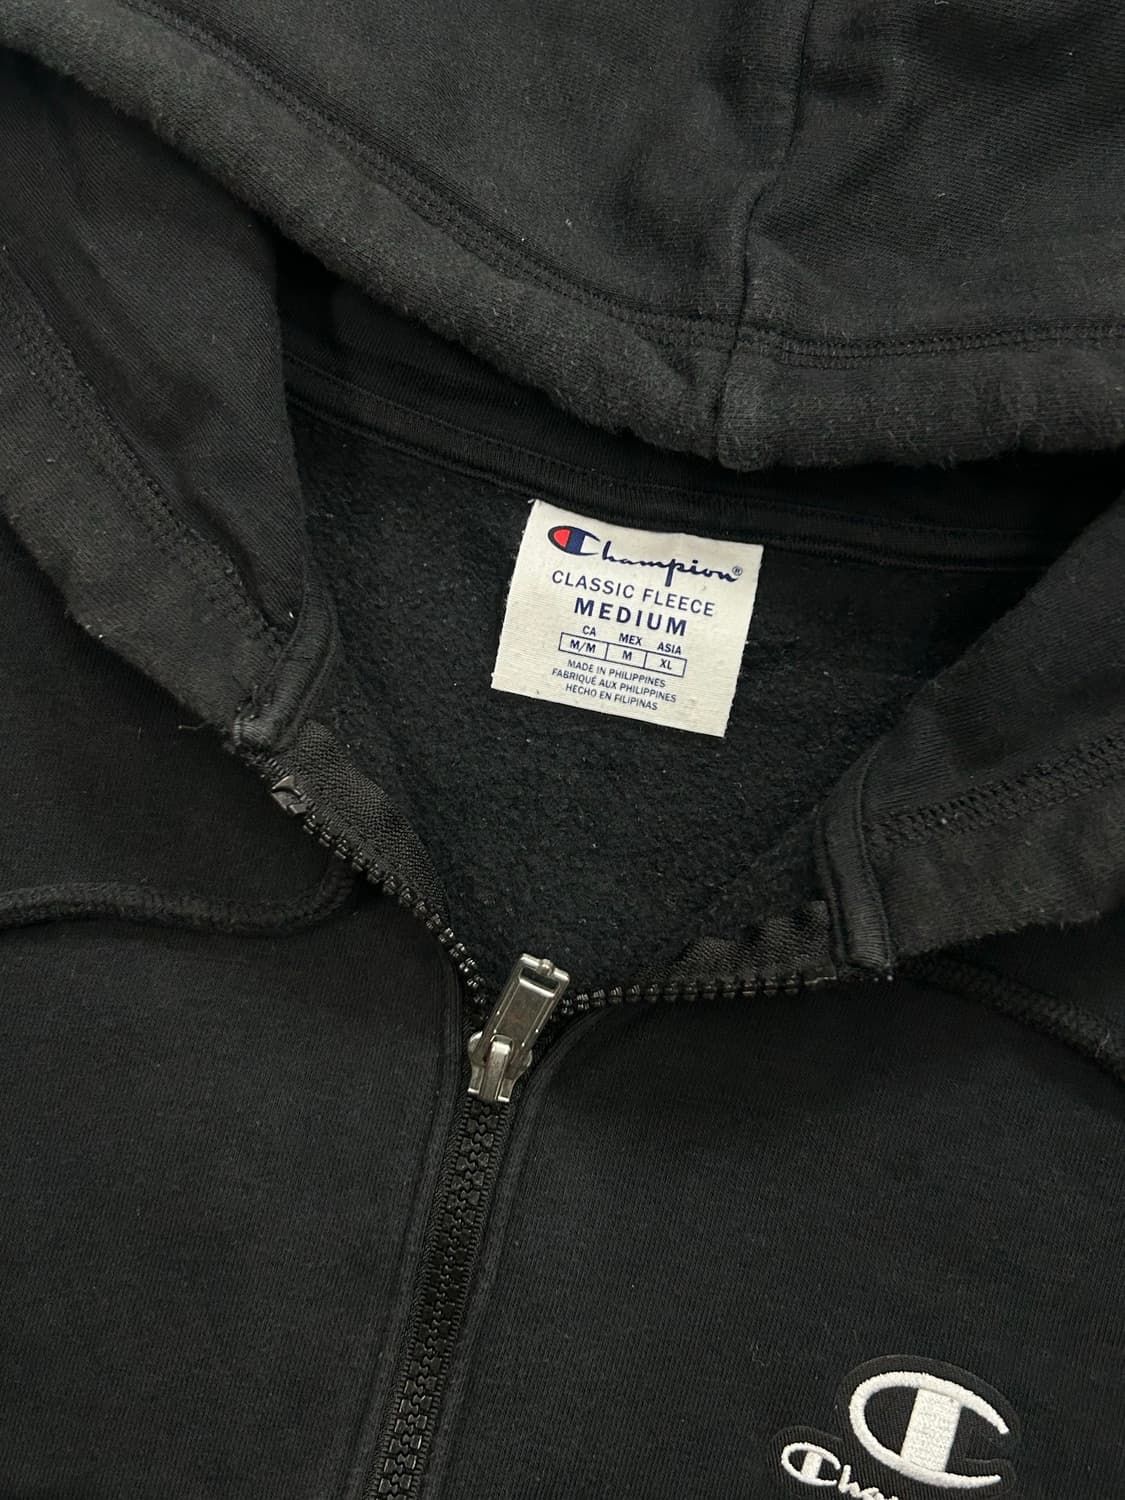 Champion®
CLASSIC FLEECE
MEDIUM
CA MEX ASIA
M/M M XL
MADE IN PHILIPPINES
FABRIQUÉ AUX PHILIPPINES
HECHO EN FILIPINAS